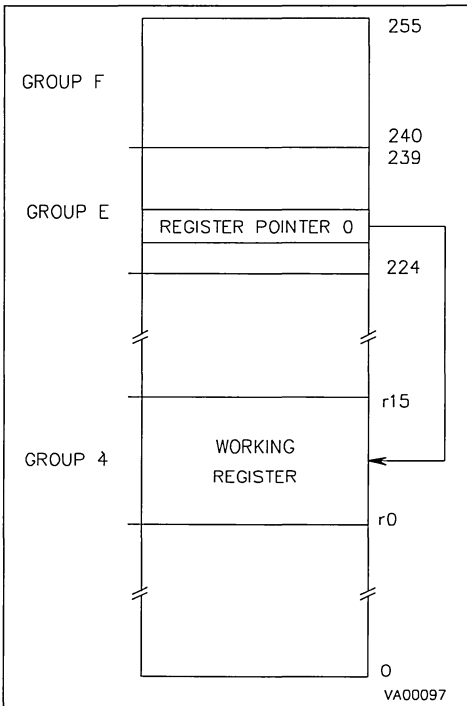 255
GROUP F
240
239
GROUP E
REGISTER POINTER 0
224
r15
GROUP 4
WORKING
REGISTER
r0
0
VA00097